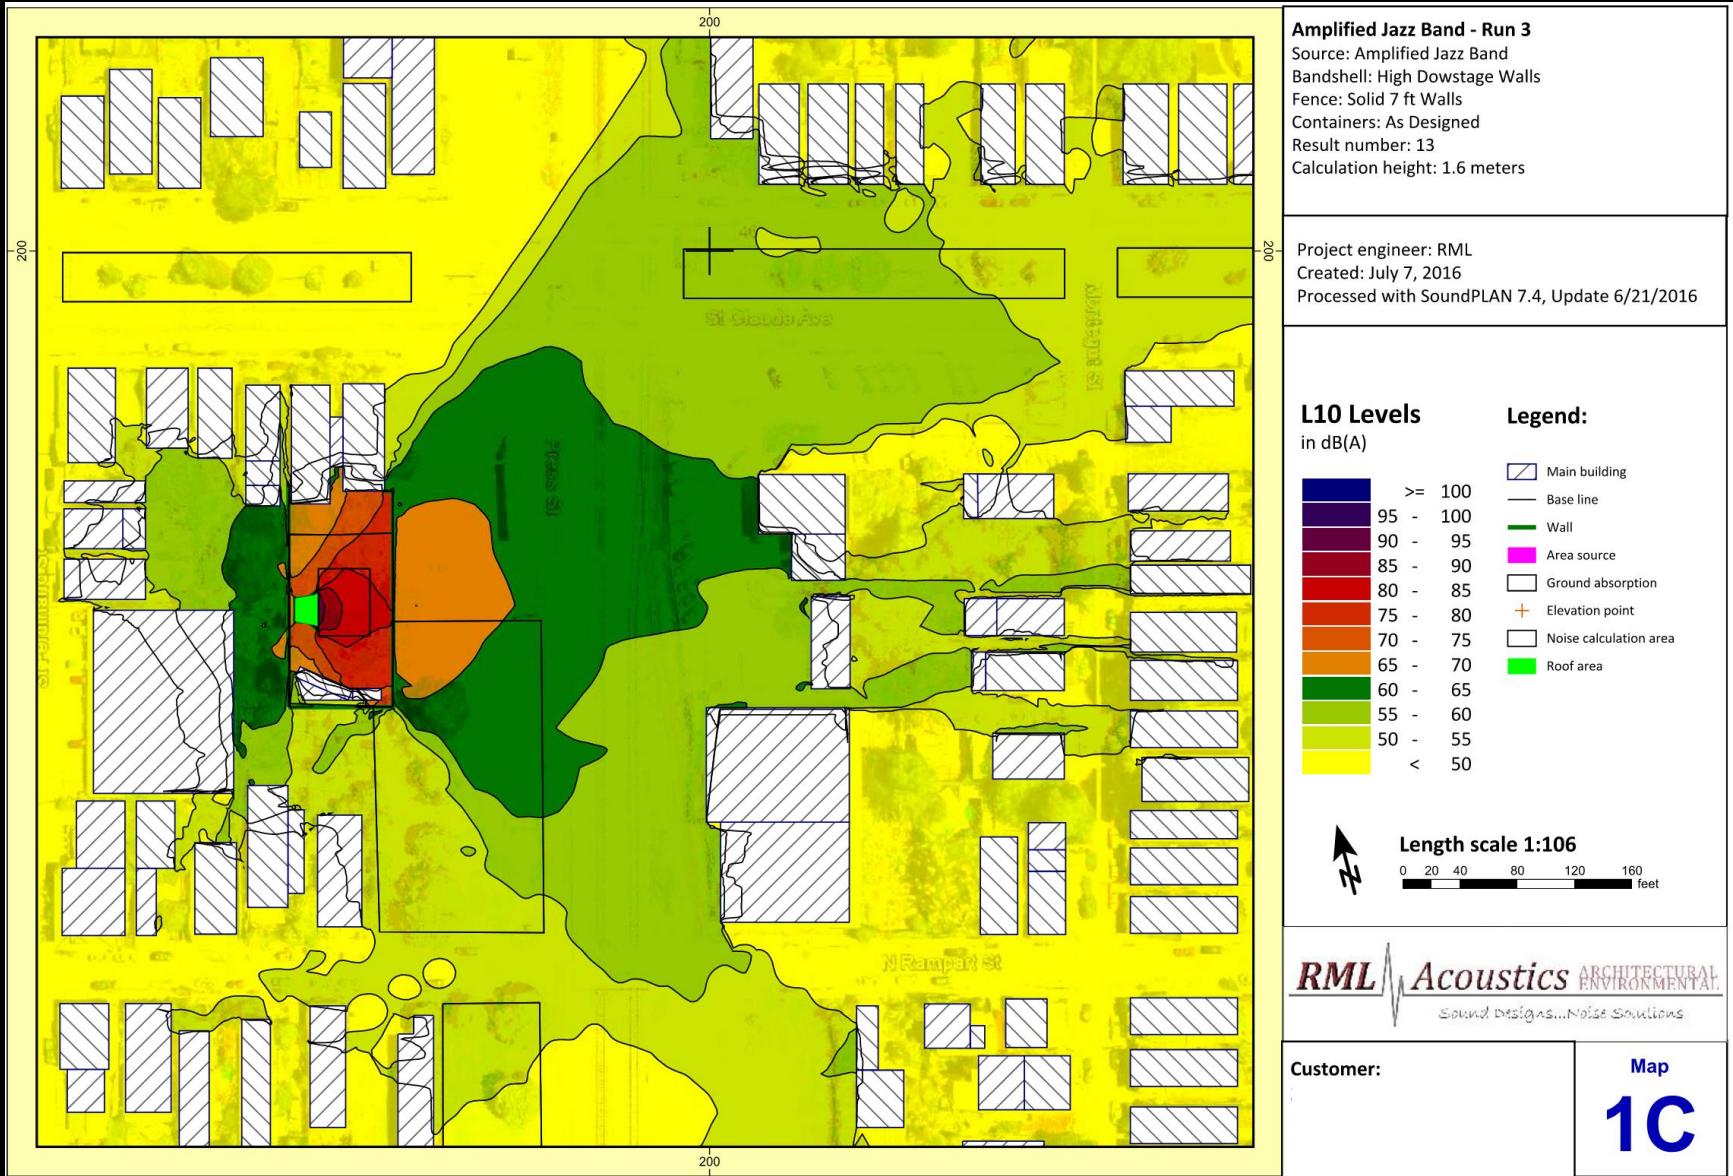 200
200
200
200
St Claude Ave
Press St
N Rampart St
Amplified Jazz Band - Run 3
Source: Amplified Jazz Band
Bandshell: High Dowstage Walls
Fence: Solid 7 ft Walls
Containers: As Designed
Result number: 13
Calculation height: 1.6 meters
Project engineer: RML
Created: July 7, 2016
Processed with SoundPLAN 7.4, Update 6/21/2016
L10 Levels
in dB(A)
>= 100
95 - 100
90 - 95
85 - 90
80 - 85
75 - 80
70 - 75
65 - 70
60 - 65
55 - 60
50 - 55
< 50
Legend:
Main building
Base line
Wall
Area source
Ground absorption
Elevation point
Noise calculation area
Roof area
Length scale 1:106
0 20 40 80 120 160
feet
RML Acoustics ARCHITECTURAL
ENVIRONMENTAL
Sound Designs...Noise Soulions
Customer:
Map
1C